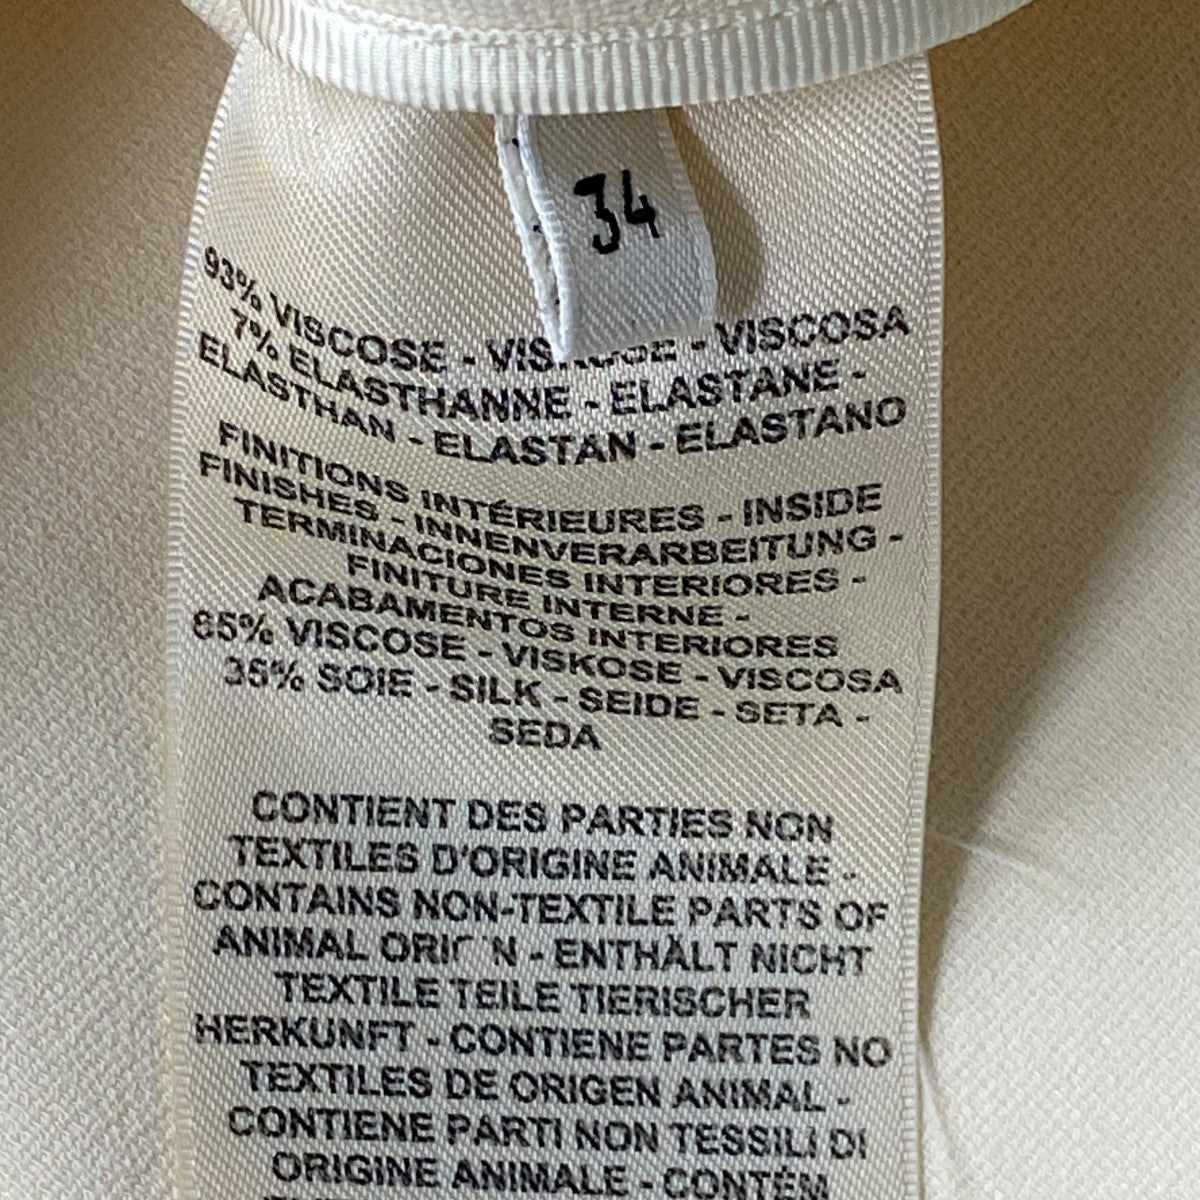 34
93% VISCOSE - - VISCOSA
7% ELASTHANNE - ELASTANE -
ELASTHAN - ELASTAN - ELASTANO
FINITIONS INTÉRIEURES - INSIDE
FINISHES - INNENVERARBEITUNG -
TERMINACIONES INTERIORES -
FINITURE INTERNE -
ACABAMENTOS INTERIORES
65% VISCOSE - VISKOSE - VISCOSA
35% SOIE - SILK - SEIDE - SETA -
SEDA
CONTIENT DES PARTIES NON
TEXTILES D'ORIGINE ANIMALE -
CONTAINS NON-TEXTILE PARTS OF
ANIMAL ORIGIN - ENTHÄLT NICHT
TEXTILE TEILE TIERISCHER
HERKUNFT - CONTIENE PARTES NO
TEXTILES DE ORIGEN ANIMAL -
CONTIENE PARTI NON TESSILI DI
ORIGINE ANIMALE - CONTÉM